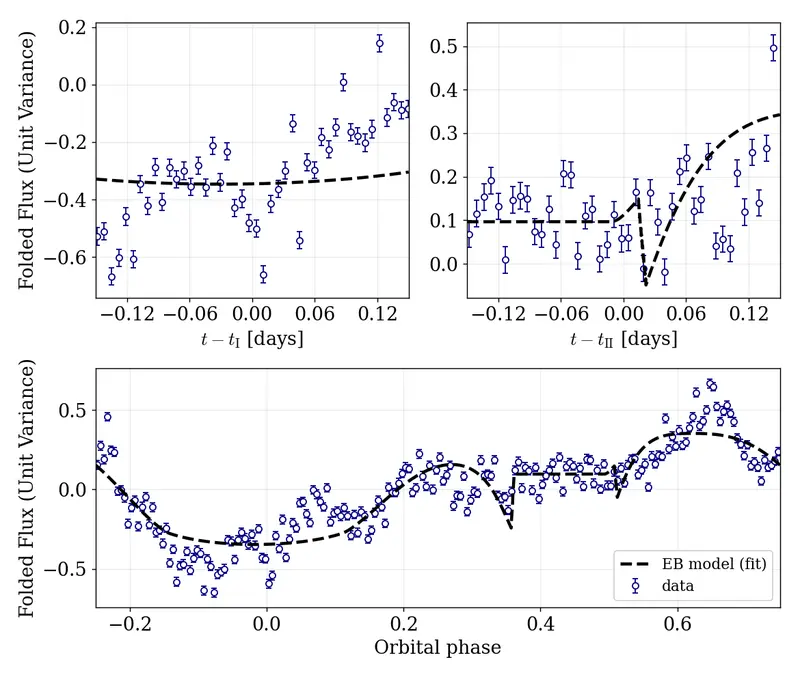 Folded Flux (Unit Variance)
0.2
0.0
−0.2
−0.4
−0.6
−0.12 −0.06 0.00 0.06 0.12
t − t_I [days]
0.5
0.4
0.3
0.2
0.1
0.0
−0.12 −0.06 0.00 0.06 0.12
t − t_II [days]
Folded Flux (Unit Variance)
0.5
0.0
−0.5
−0.2 0.0 0.2 0.4 0.6
Orbital phase
EB model (fit)
data